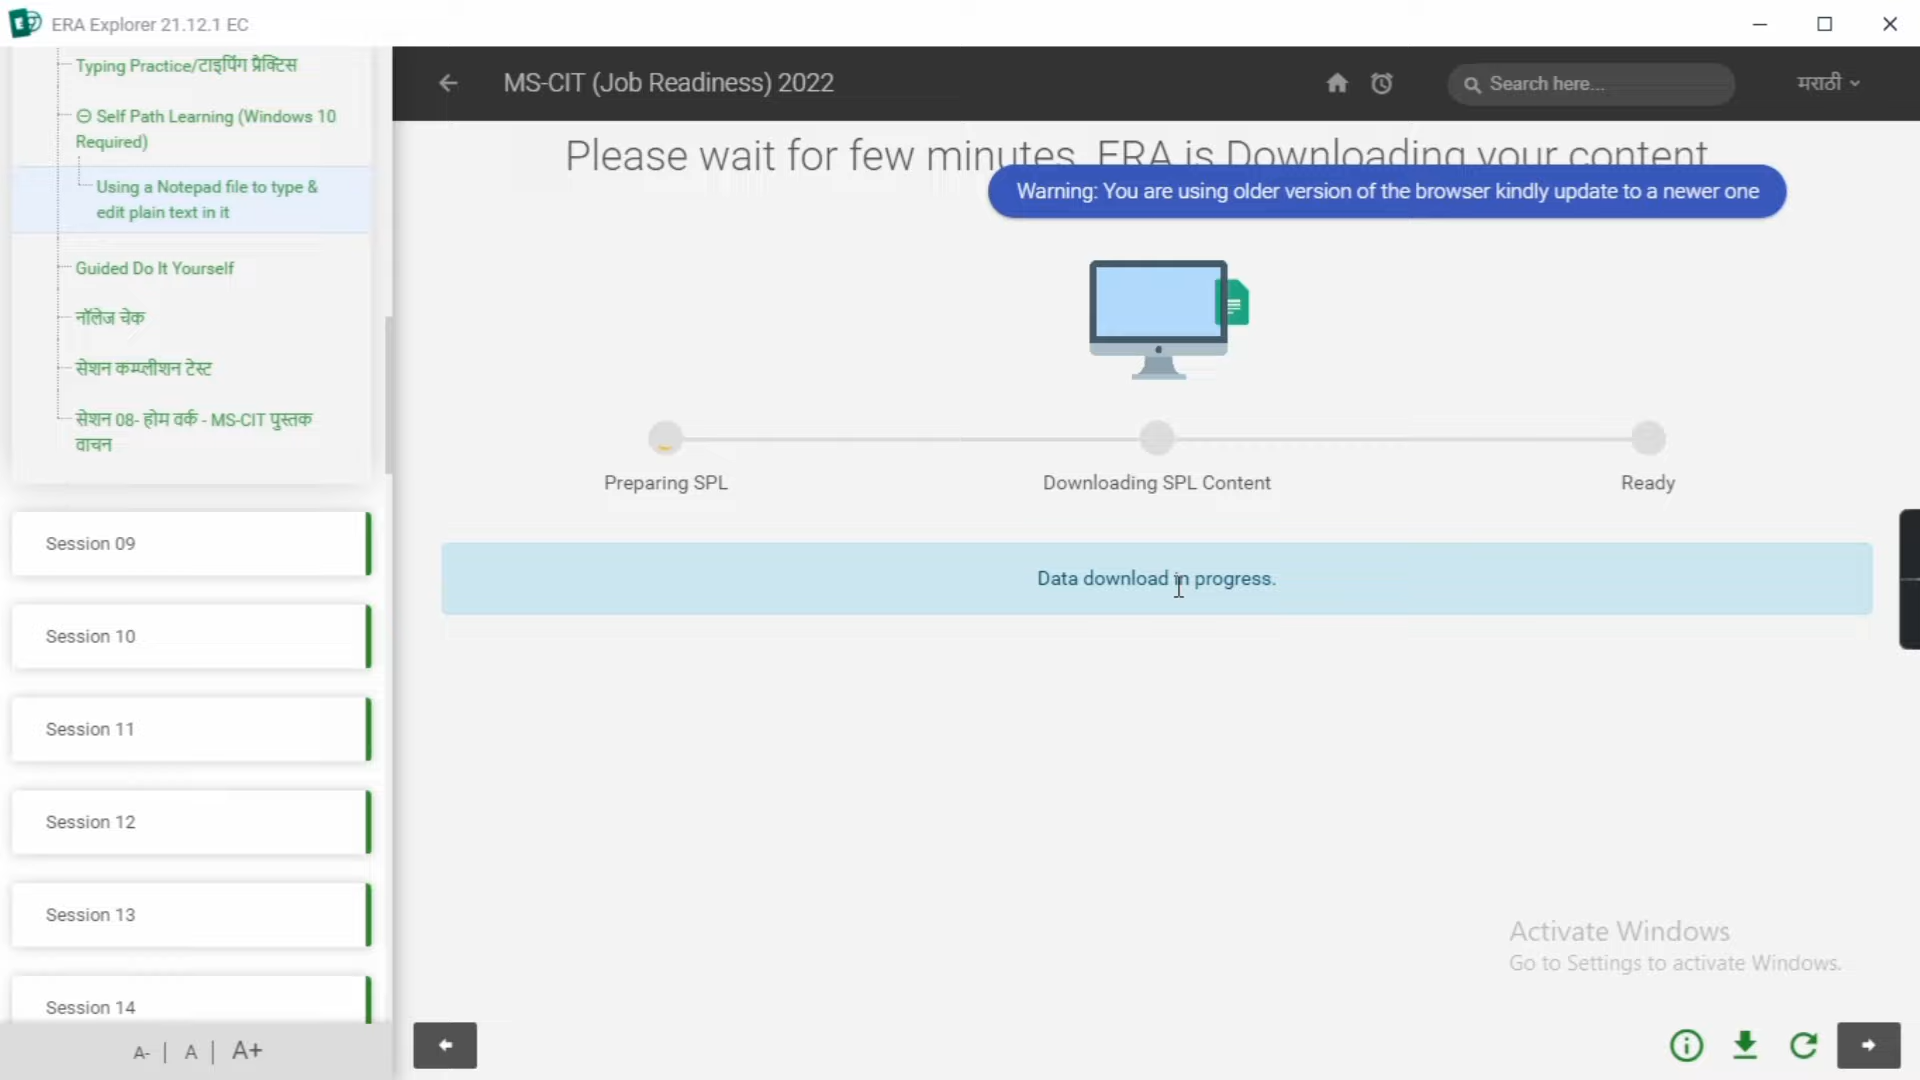 ERA Explorer 21.12.1 EC
Typing Practice/टाइपिंग प्रॅक्टिस
Self Path Learning (Windows 10
Required)
Using a Notepad file to type &
edit plain text in it
Guided Do It Yourself
नॉलेज चेक
सेशन कम्प्लीशन टेस्ट
सेशन 08- होम वर्क - MS-CIT पुस्तक
वाचन
Session 09
Session 10
Session 11
Session 12
Session 13
Session 14
A- | A | A+
MS-CIT (Job Readiness) 2022
Search here...
मराठी
Please wait for few minutes, ERA is Downloading your content
Warning: You are using older version of the browser kindly update to a newer one
Preparing SPL
Downloading SPL Content
Ready
Data download in progress.
Activate Windows
Go to Settings to activate Windows.